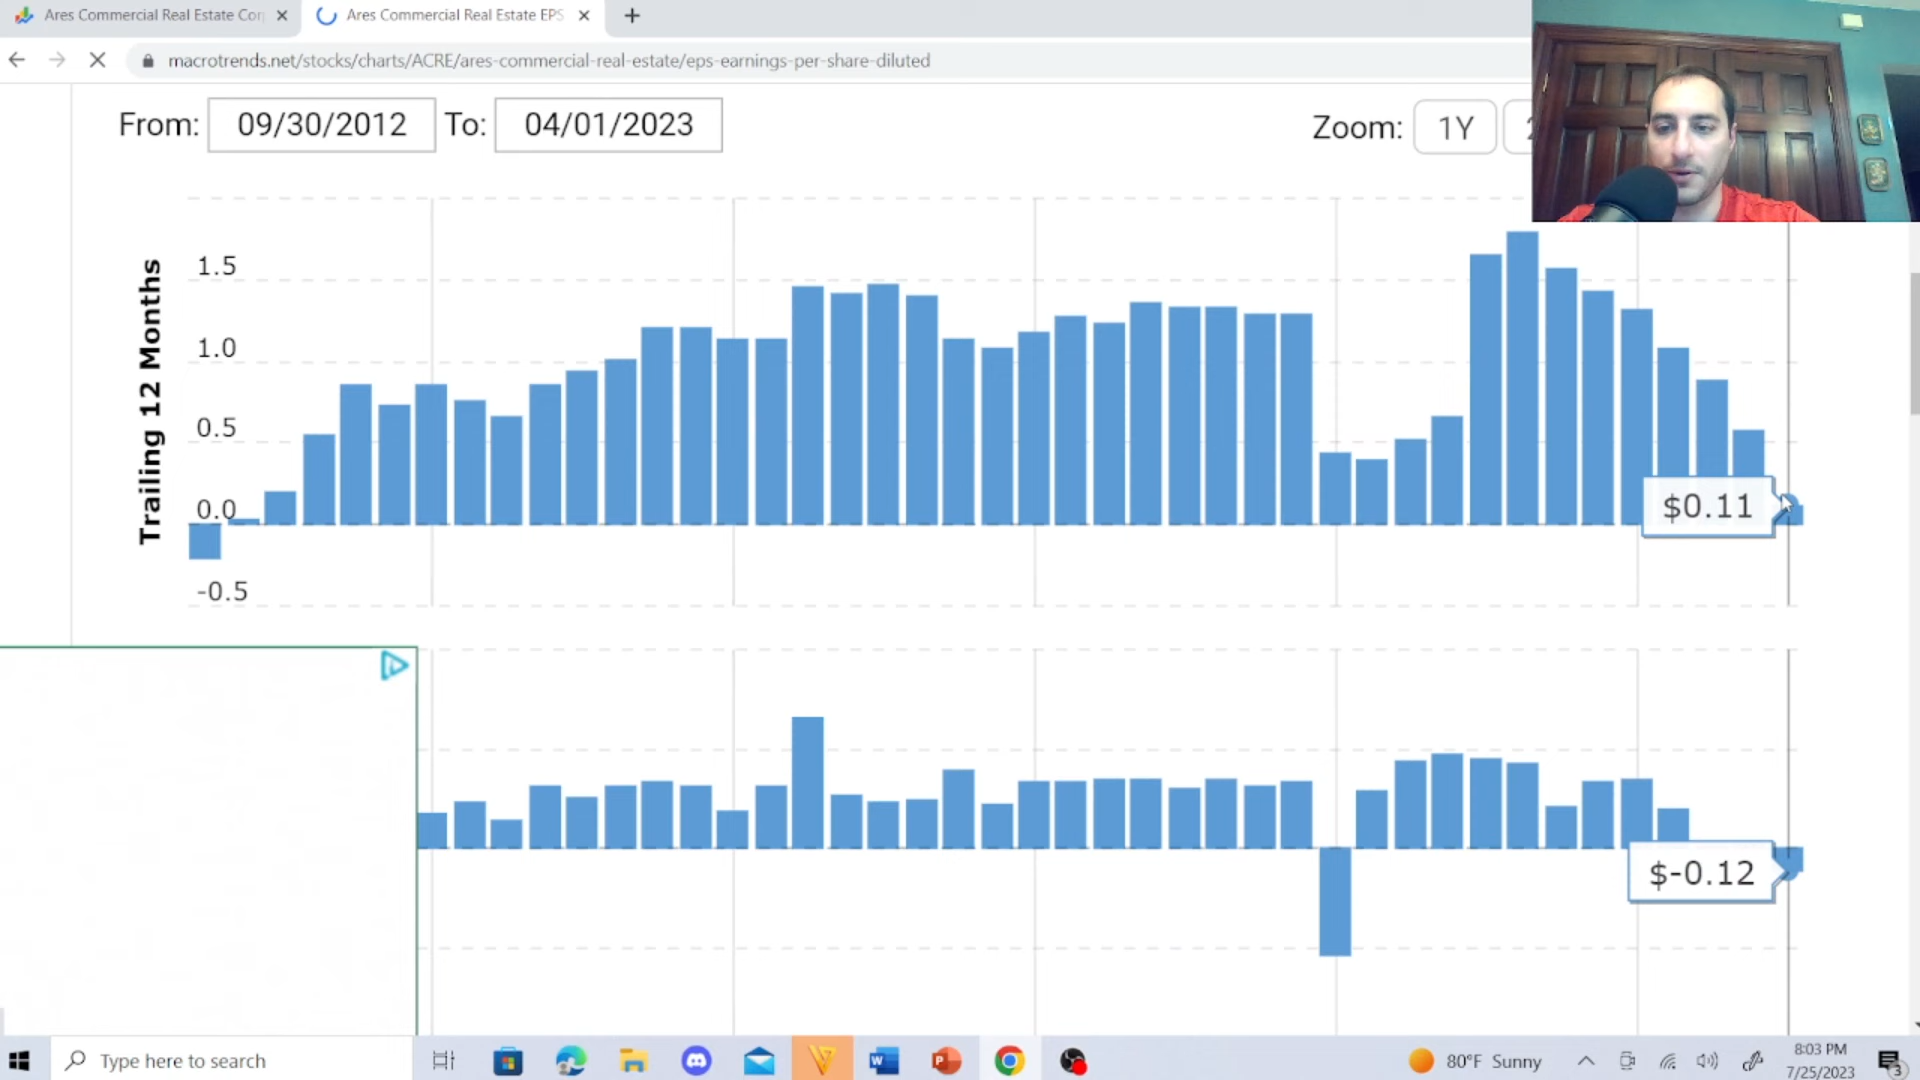 Ares Commercial Real Estate Cor
Ares Commercial Real Estate EPS
macrotrends.net/stocks/charts/ACRE/ares-commercial-real-estate/eps-earnings-per-share-diluted
From: 09/30/2012 To: 04/01/2023
Zoom: 1Y
Trailing 12 Months
1.5
1.0
0.5
0.0
-0.5
$0.11
$-0.12
Type here to search
80°F Sunny
8:03 PM
7/25/2023
3